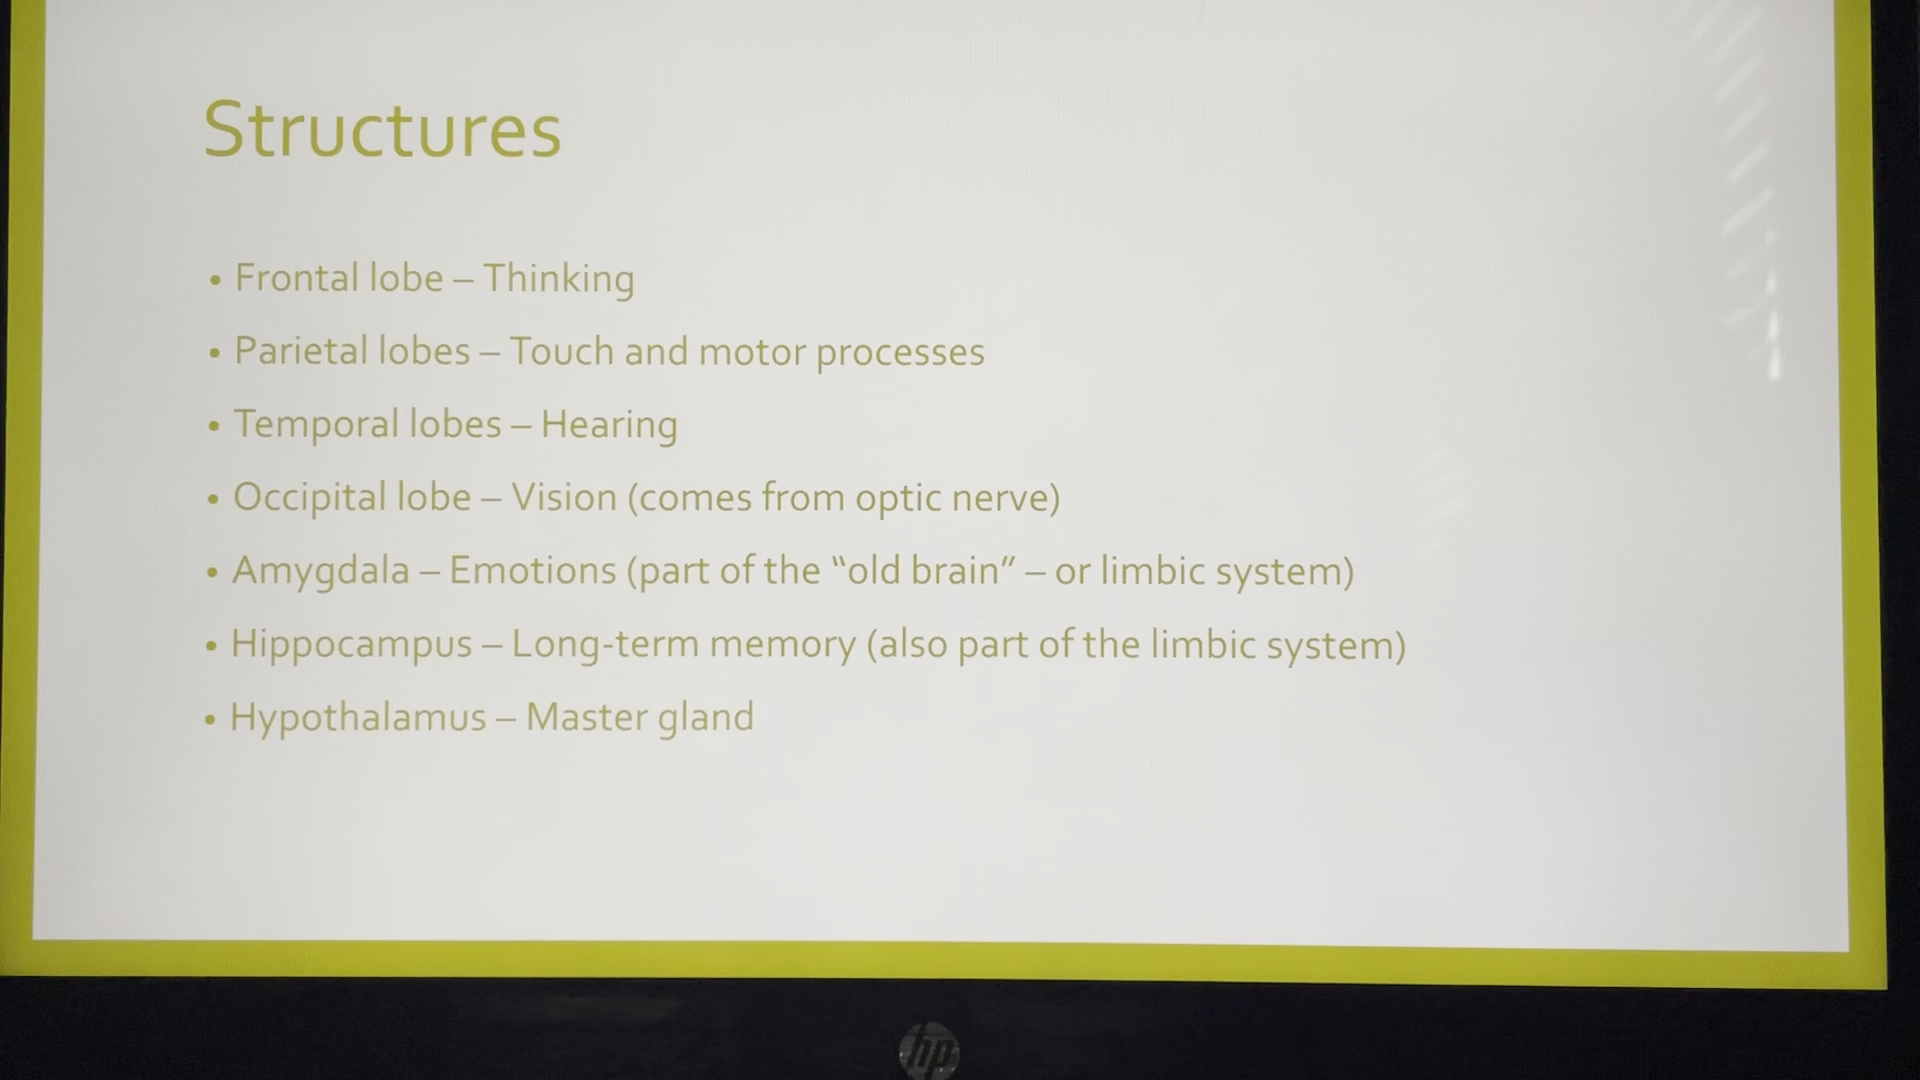 Structures
• Frontal lobe – Thinking
• Parietal lobes – Touch and motor processes
• Temporal lobes – Hearing
• Occipital lobe – Vision (comes from optic nerve)
• Amygdala – Emotions (part of the “old brain” – or limbic system)
• Hippocampus – Long-term memory (also part of the limbic system)
• Hypothalamus – Master gland
hp